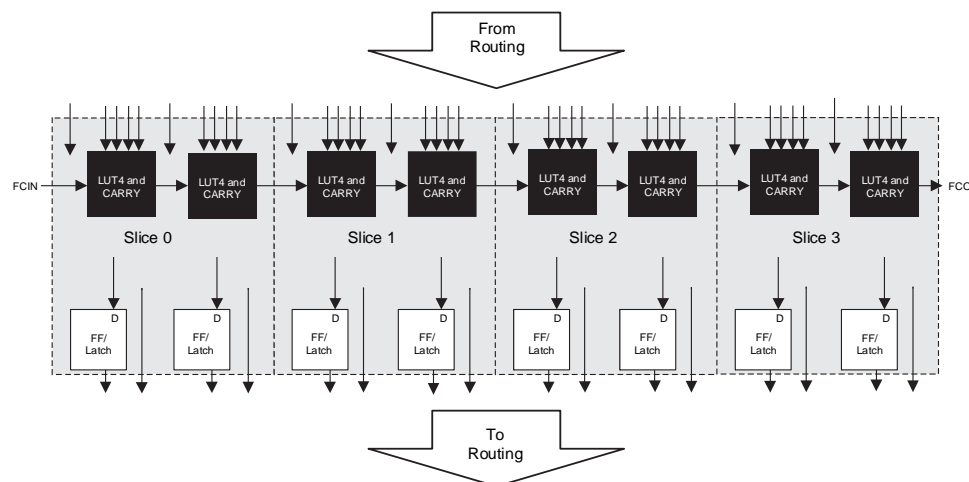 From
Routing
LUT4 and
CARRY
LUT4 and
CARRY
LUT4 and
CARRY
LUT4 and
CARRY
LUT4 and
CARRY
LUT4 and
CARRY
LUT4 and
CARRY
LUT4 and
CARRY
FCIN
FCO
Slice 0
Slice 1
Slice 2
Slice 3
D
FF/
Latch
D
FF/
Latch
D
FF/
Latch
D
FF/
Latch
D
FF/
Latch
D
FF/
Latch
D
FF/
Latch
D
FF/
Latch
To
Routing